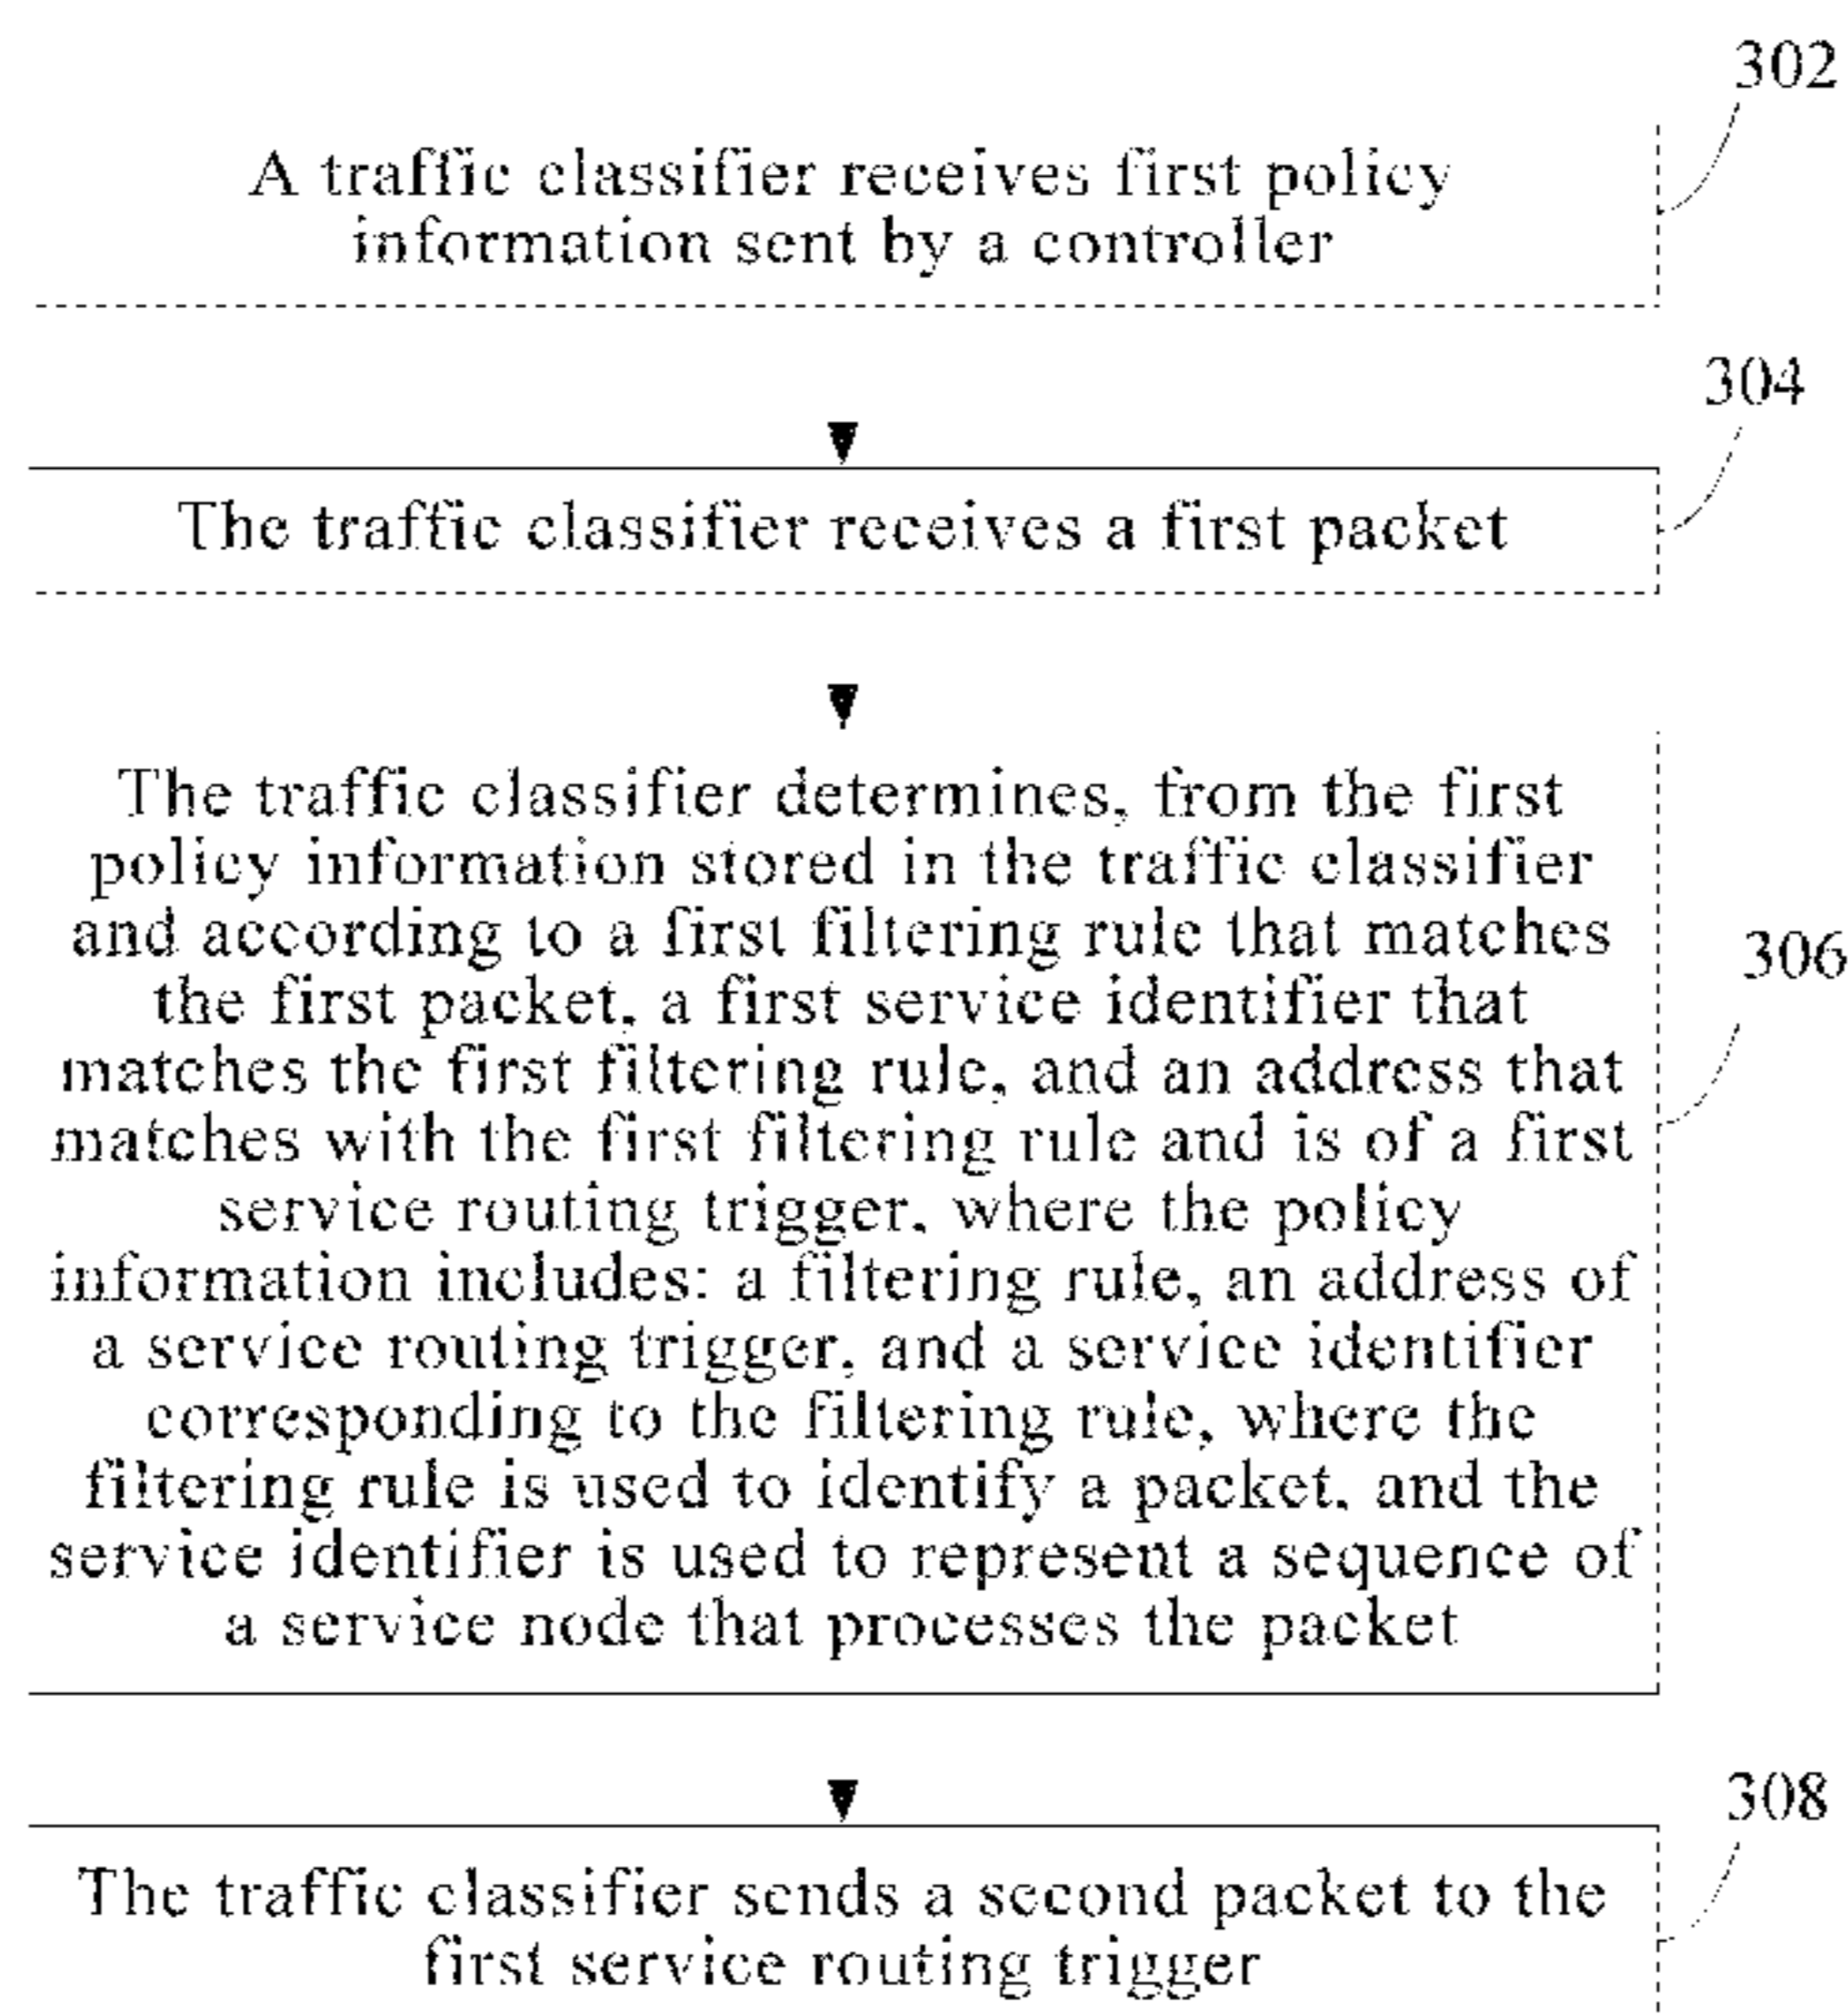 302
A traffic classifier receives first policy
information sent by a controller
304
The traffic classifier receives a first packet
The traffic classifier determines, from the first
policy information stored in the traffic classifier
and according to a first filtering rule that matches
the first packet, a first service identifier that
matches the first filtering rule, and an address that
matches with the first filtering rule and is of a first
service routing trigger, where the policy
information includes: a filtering rule, an address of
a service routing trigger, and a service identifier
corresponding to the filtering rule, where the
filtering rule is used to identify a packet, and the
service identifier is used to represent a sequence of
a service node that processes the packet
306
308
The traffic classifier sends a second packet to the
first service routing trigger